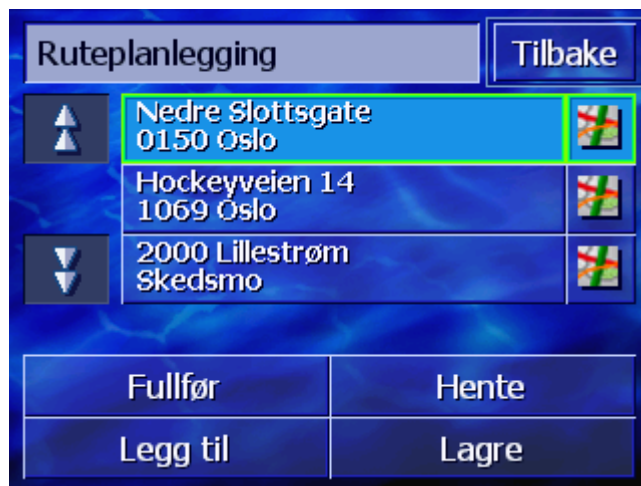 Ruteplanlegging
Tilbake
Nedre Slottsgate
0150 Oslo
Hockeyveien 14
1069 Oslo
2000 Lillestrøm
Skedsmo
Fullfør
Hente
Legg til
Lagre